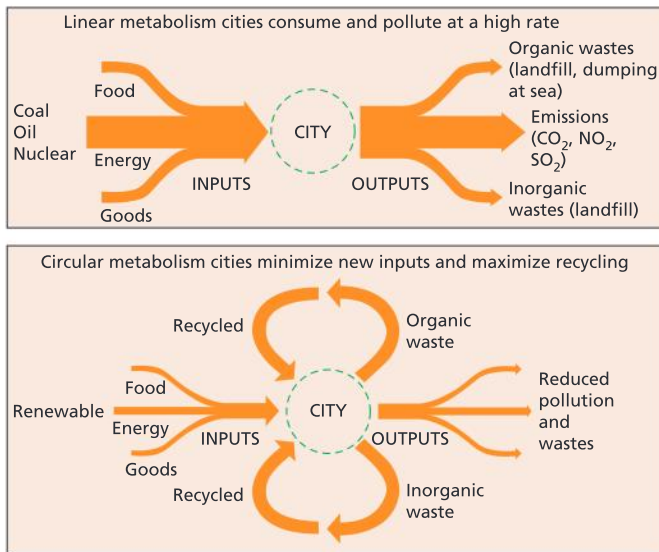 Linear metabolism cities consume and pollute at a high rate
Food
Coal
Oil
Nuclear
Energy
Goods
INPUTS
CITY
OUTPUTS
Organic wastes
(landfill, dumping
at sea)
Emissions
(CO₂, NO₂,
SO₂)
Inorganic
wastes (landfill)
Circular metabolism cities minimize new inputs and maximize recycling
Recycled
Organic
waste
Food
Renewable
Energy
Goods
INPUTS
CITY
OUTPUTS
Reduced
pollution
and
wastes
Recycled
Inorganic
waste